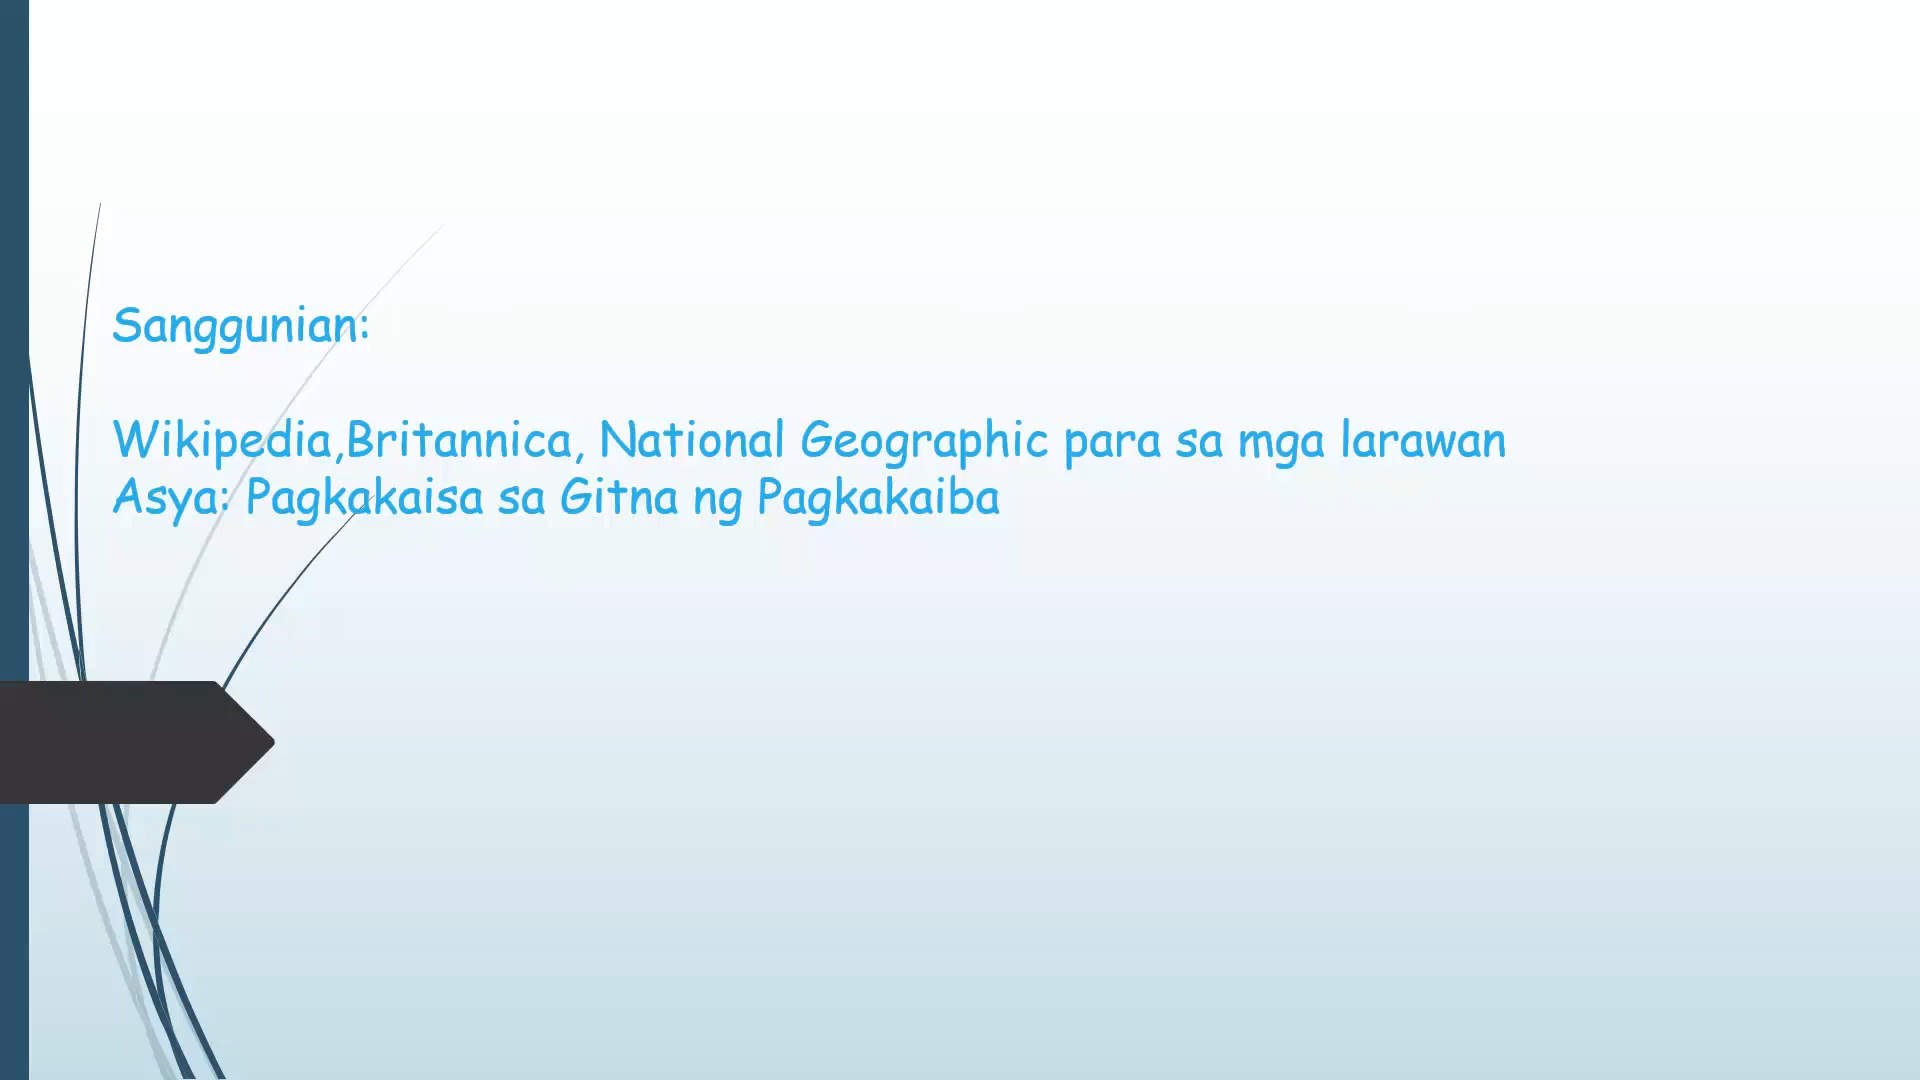 Sanggunian:
Wikipedia,Britannica, National Geographic para sa mga larawan
Asya: Pagkakaisa sa Gitna ng Pagkakaiba